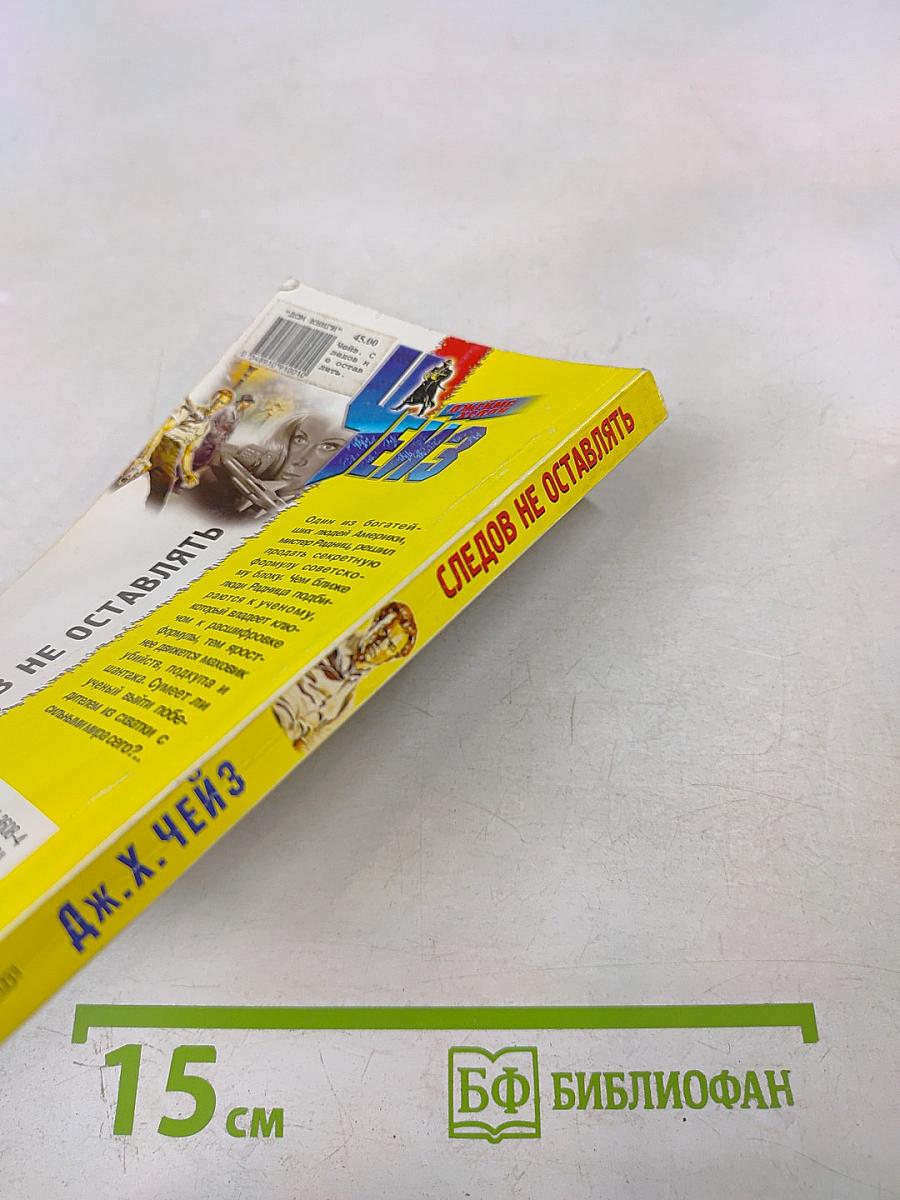 "ДОМ КНИГИ"
45.00
Чейз. С
ледов н
е остав
лять.
ДЖЕЙМС
ХЕДЛИ
ЧЕЙЗ
НЕ ОСТАВЛЯТЬ
Один из богатей-
ших людей Америки,
мистер Радниц, решил
продать секретную
формулу советско-
му блоку. Чем ближе
люди Радница подби-
раются к ученому,
который владеет клю-
чом к расшифровке
формулы, тем ярост-
нее движется маховик
убийств, подкупа и
шантажа. Сумеет ли
ученый выйти побе-
дителем из схватки с
сильными мира сего?..
Дж. Х. ЧЕЙЗ
СЛЕДОВ НЕ ОСТАВЛЯТЬ
15 см
БФ БИБЛИОФАН